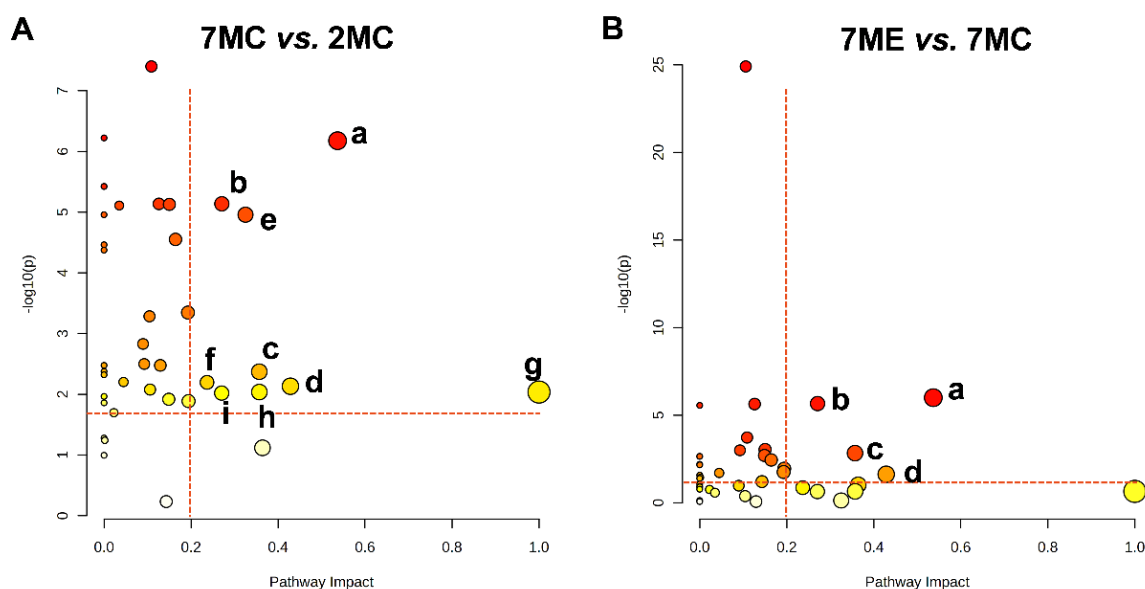 A
7MC vs. 2MC
7
6
5
4
3
2
1
0
-log10(p)
a
b
e
f
c
d
g
i
h
0.0 0.2 0.4 0.6 0.8 1.0
Pathway Impact
B
7ME vs. 7MC
25
20
15
10
5
0
-log10(p)
a
b
c
d
0.0 0.2 0.4 0.6 0.8 1.0
Pathway Impact